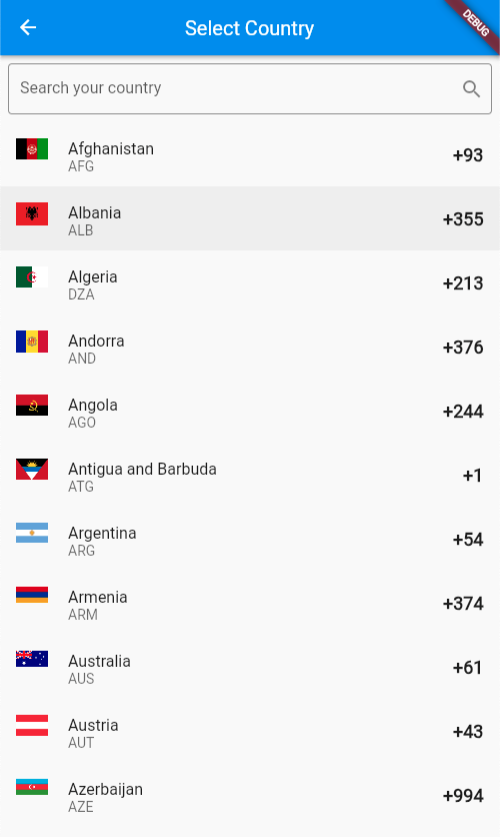 Select Country
DEBUG
Search your country
Afghanistan
AFG
+93
Albania
ALB
+355
Algeria
DZA
+213
Andorra
AND
+376
Angola
AGO
+244
Antigua and Barbuda
ATG
+1
Argentina
ARG
+54
Armenia
ARM
+374
Australia
AUS
+61
Austria
AUT
+43
Azerbaijan
AZE
+994